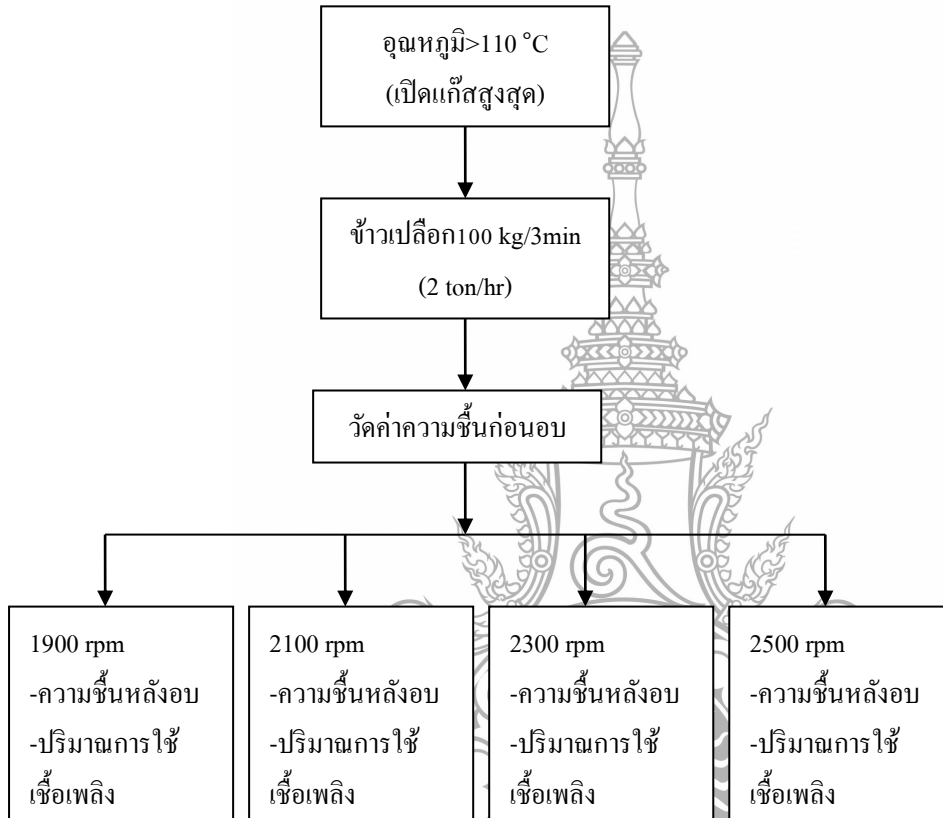 อุณหภูมิ>110 °C
(เปิดแก๊สสูงสุด)
ข้าวเปลือก100 kg/3min
(2 ton/hr)
วัดค่าความชื้นก่อนอบ
1900 rpm
-ความชื้นหลังอบ
-ปริมาณการใช้
เชื้อเพลิง
2100 rpm
-ความชื้นหลังอบ
-ปริมาณการใช้
เชื้อเพลิง
2300 rpm
-ความชื้นหลังอบ
-ปริมาณการใช้
เชื้อเพลิง
2500 rpm
-ความชื้นหลังอบ
-ปริมาณการใช้
เชื้อเพลิง